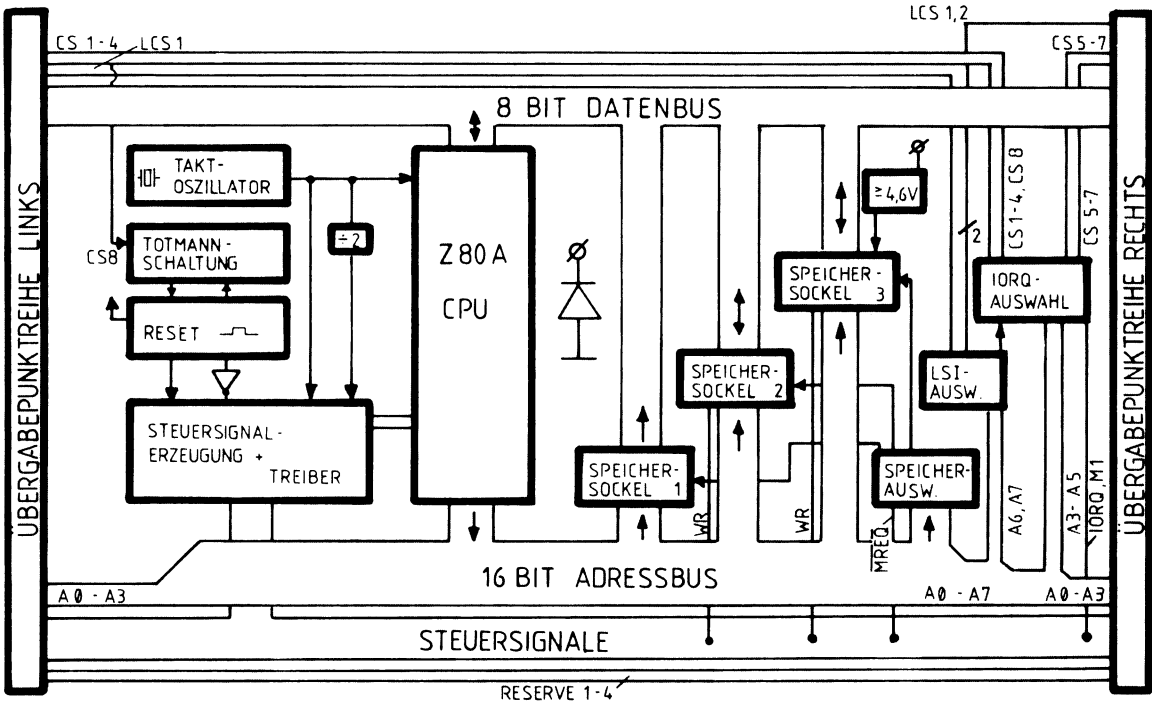 LCS 1,2
CS 1-4
LCS 1
CS 5-7
8 BIT DATENBUS
ÜBERGABEPUNKTREIHE LINKS
TAKT-
OSZILLATOR
TOTMANN-
SCHALTUNG
CS8
RESET
÷2
STEUERSIGNAL-
ERZEUGUNG +
TREIBER
Z80A
CPU
SPEICHER-
SOCKEL 1
SPEICHER-
SOCKEL 2
SPEICHER-
SOCKEL 3
≥4,6V
2
CS 1-4, CS 8
CS 5-7
IORQ-
AUSWAHL
LSI-
AUSW.
SPEICHER-
AUSW.
WR
WR
MREQ
A6, A7
A3-A5
IORQ, M1
ÜBERGABEPUNKTREIHE RECHTS
16 BIT ADRESSBUS
A0-A3
A0-A7
A0-A3
STEUERSIGNALE
RESERVE 1-4